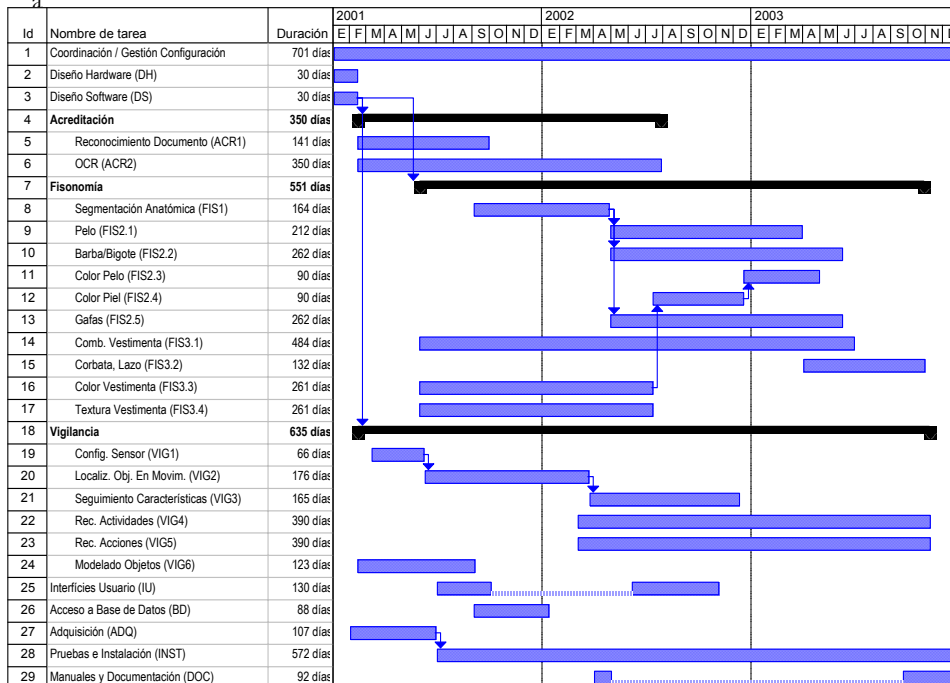 a
2001 2002 2003
Id Nombre de tarea Duración E F M A M J J A S O N D E F M A M J J A S O N D E F M A M J J A S O N D
1 Coordinación / Gestión Configuración 701 días
2 Diseño Hardware (DH) 30 días
3 Diseño Software (DS) 30 días
4 Acreditación 350 días
5 Reconocimiento Documento (ACR1) 141 días
6 OCR (ACR2) 350 días
7 Fisonomía 551 días
8 Segmentación Anatómica (FIS1) 164 días
9 Pelo (FIS2.1) 212 días
10 Barba/Bigote (FIS2.2) 262 días
11 Color Pelo (FIS2.3) 90 días
12 Color Piel (FIS2.4) 90 días
13 Gafas (FIS2.5) 262 días
14 Comb. Vestimenta (FIS3.1) 484 días
15 Corbata, Lazo (FIS3.2) 132 días
16 Color Vestimenta (FIS3.3) 261 días
17 Textura Vestimenta (FIS3.4) 261 días
18 Vigilancia 635 días
19 Config. Sensor (VIG1) 66 días
20 Localiz. Obj. En Movim. (VIG2) 176 días
21 Seguimiento Características (VIG3) 165 días
22 Rec. Actividades (VIG4) 390 días
23 Rec. Acciones (VIG5) 390 días
24 Modelado Objetos (VIG6) 123 días
25 Interfícies Usuario (IU) 130 días
26 Acceso a Base de Datos (BD) 88 días
27 Adquisición (ADQ) 107 días
28 Pruebas e Instalación (INST) 572 días
29 Manuales y Documentación (DOC) 92 días